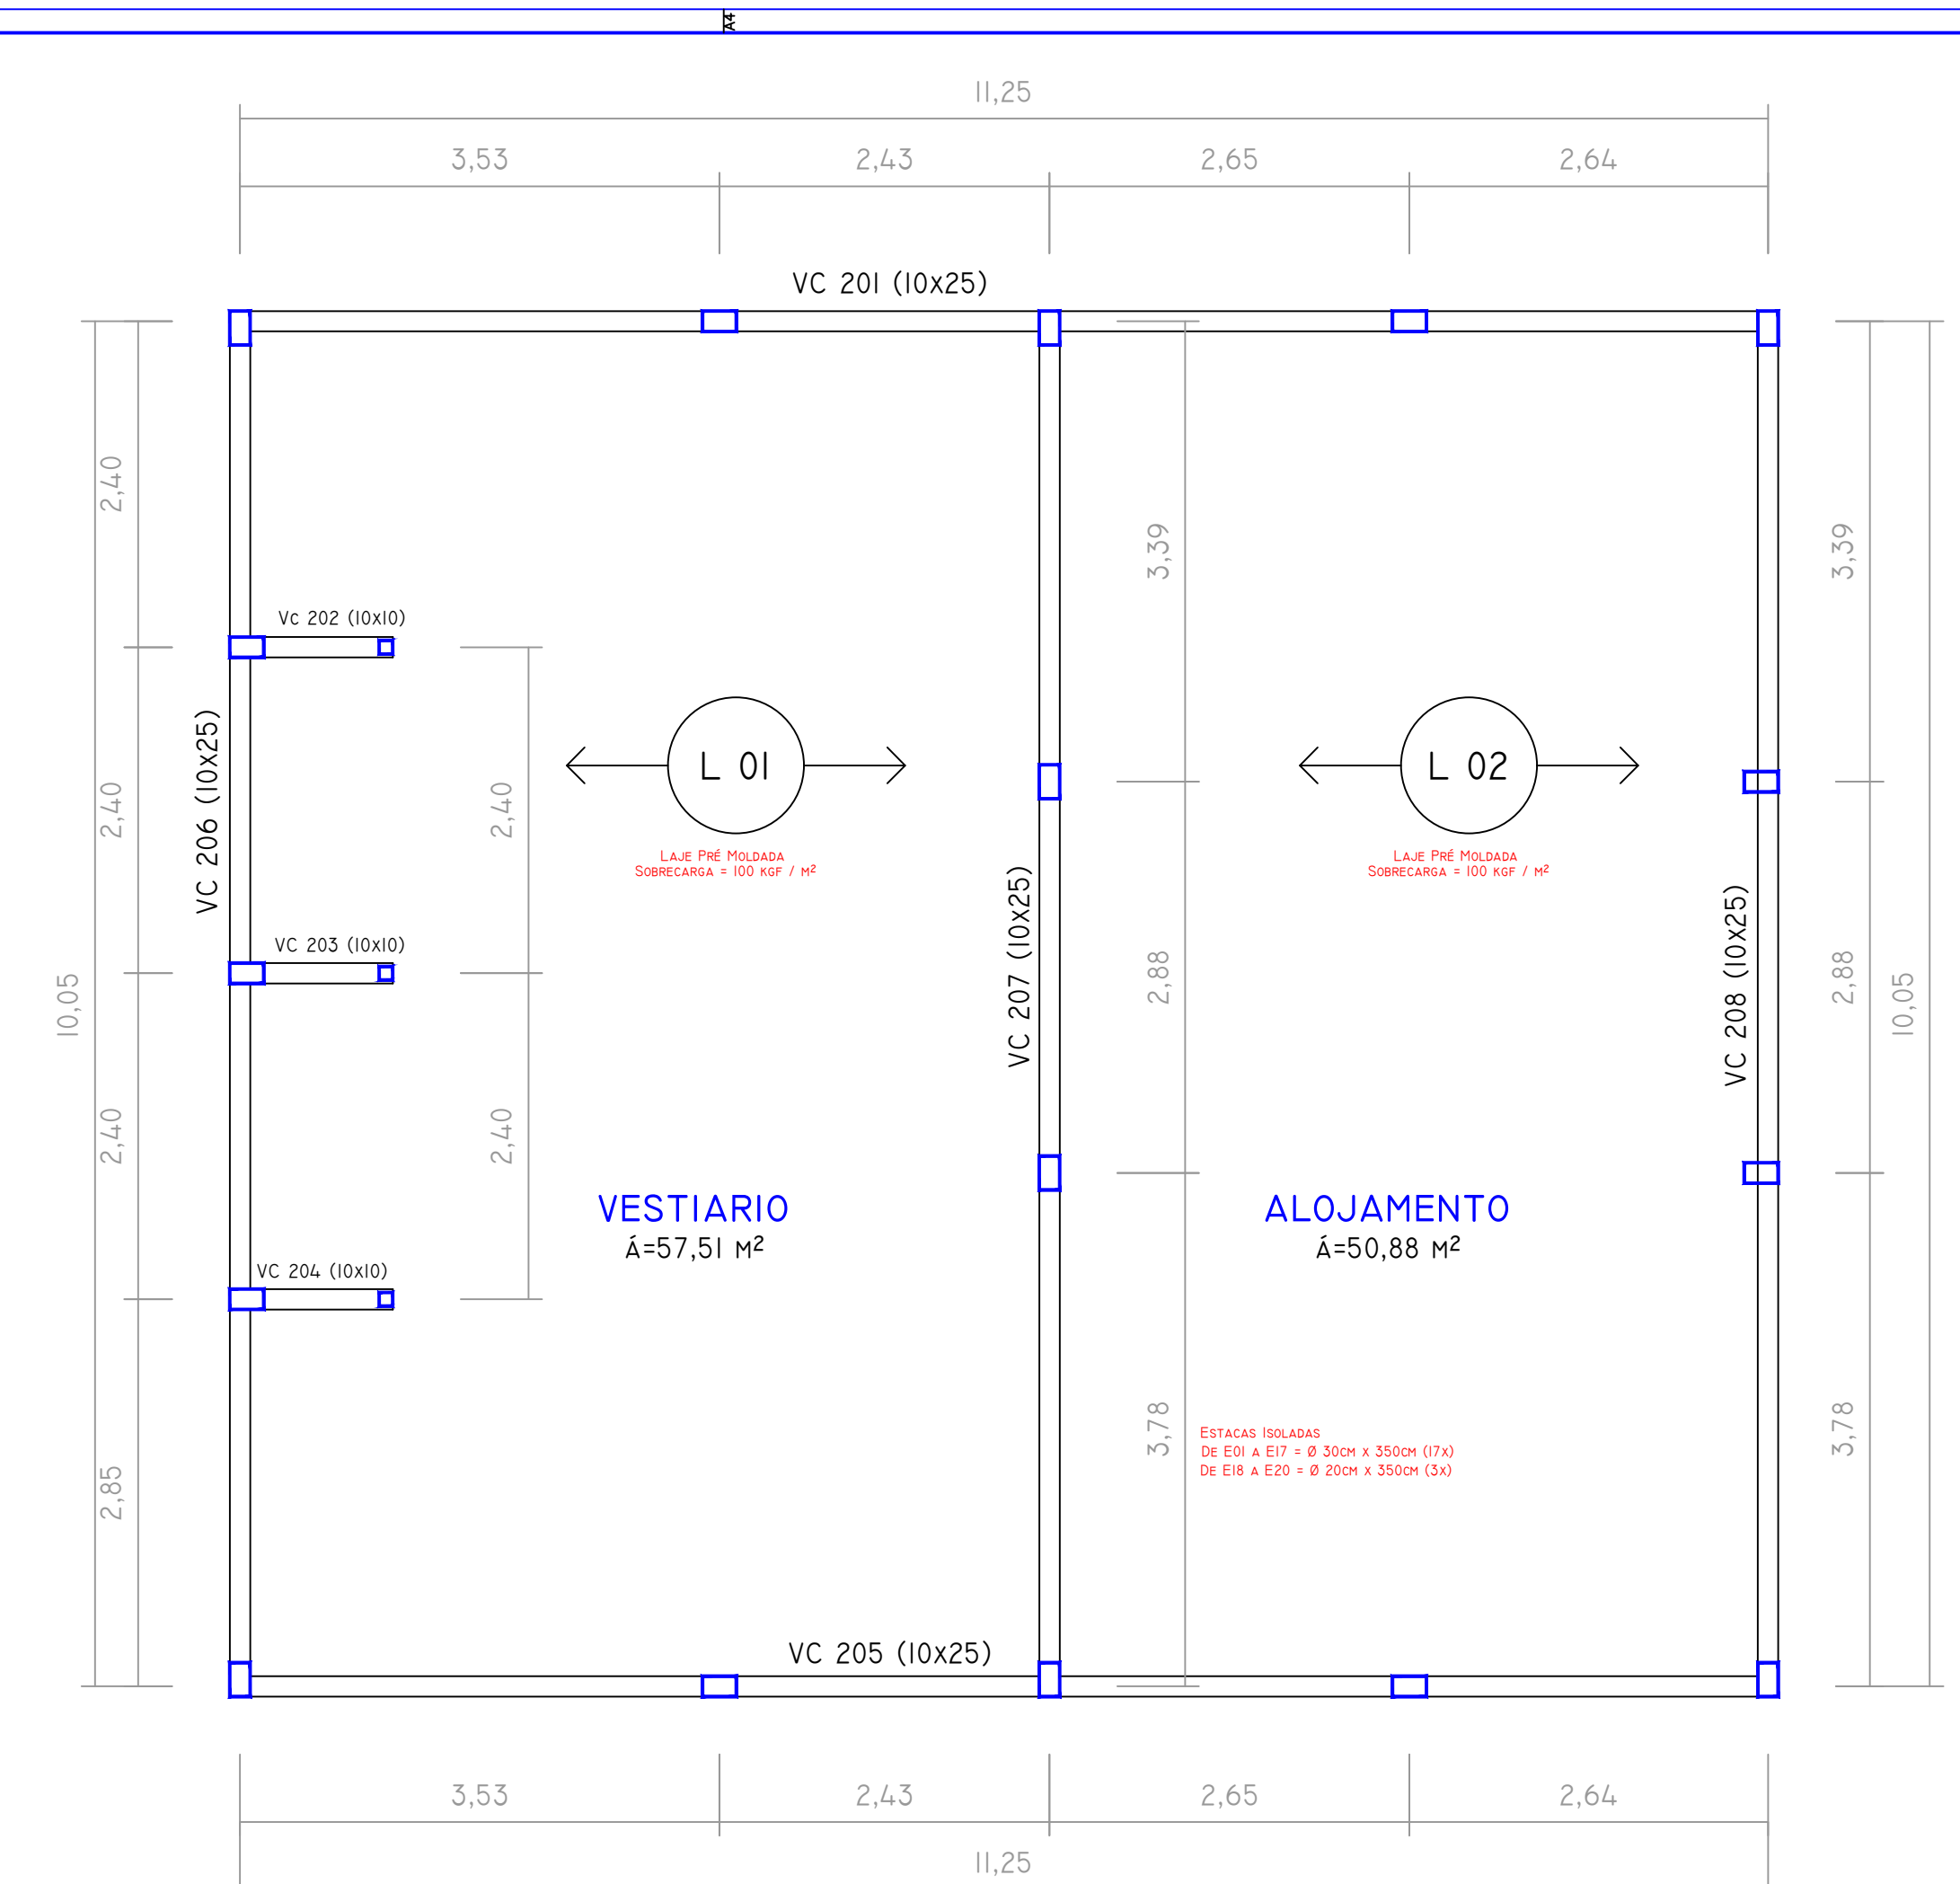 A4
11,25
3,53 2,43 2,65 2,64
VC 201 (10x25)
2,40
3,39
3,39
Vc 202 (10x10)
VC 206 (10x25)
2,40
2,40
L 01
L 02
Laje Pré Moldada
Sobrecarga = 100 kgf / m²
Laje Pré Moldada
Sobrecarga = 100 kgf / m²
VC 203 (10x10)
VC 207 (10x25)
VC 208 (10x25)
10,05
2,88
2,88
10,05
2,40
2,40
VESTIARIO
Á=57,51 M²
ALOJAMENTO
Á=50,88 M²
VC 204 (10x10)
2,85
3,78
3,78
Estacas Isoladas
De E01 a E17 = Ø 30cm x 350cm (17x)
De E18 a E20 = Ø 20cm x 350cm (3x)
VC 205 (10x25)
3,53 2,43 2,65 2,64
11,25